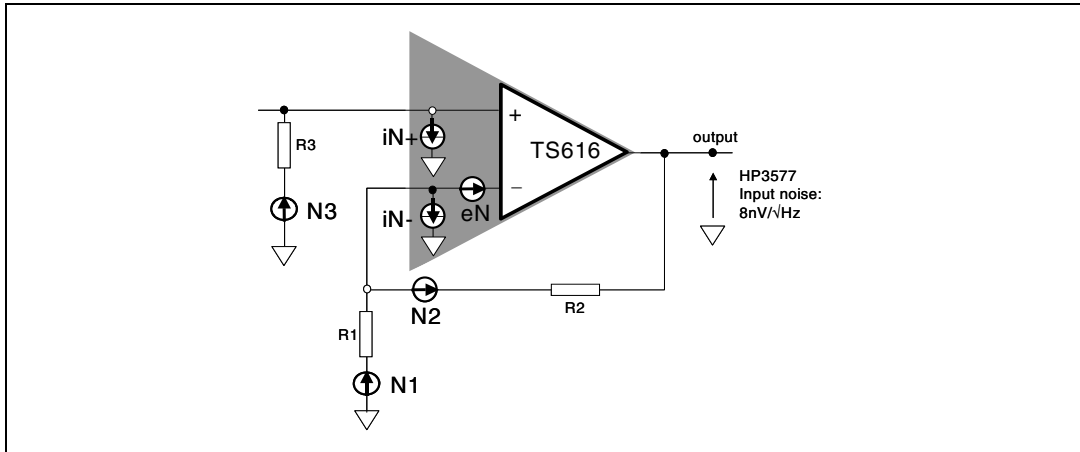 R3
N3
iN+
+
TS616
iN-
eN
−
output
HP3577
Input noise:
8nV/√Hz
N2
R2
R1
N1